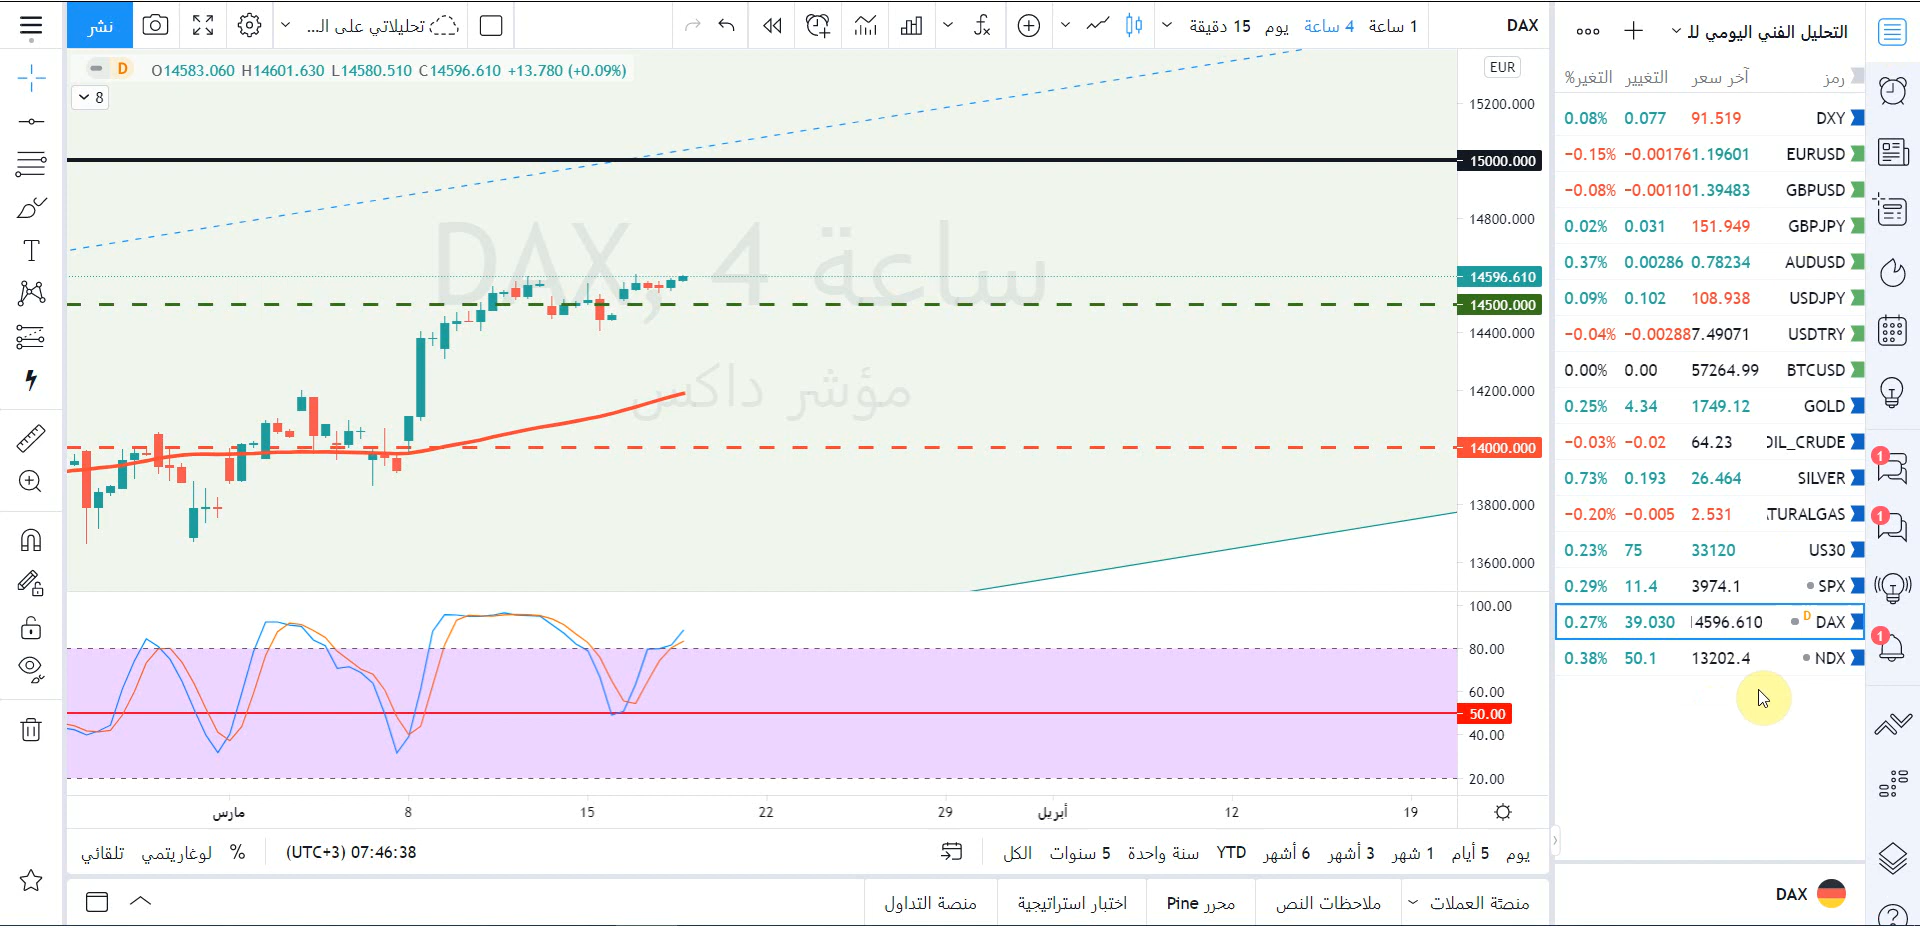 نشر
تحليلاتي على الـ...
15 دقيقة يوم 4 ساعة 1 ساعة
DAX
D O14583.060 H14601.630 L14580.510 C14596.610 +13.780 (+0.09%)
8
DAX, 4 ساعة
مؤشر داكس
EUR
15200.000
15000.000
14800.000
14596.610
14500.000
14400.000
14200.000
14000.000
13800.000
13600.000
100.00
80.00
60.00
50.00
40.00
20.00
مارس 8 15 22 29 أبريل 12 19
تلقائي لوغاريتمي % 07:46:38 (UTC+3)
يوم 5 أيام 1 شهر 3 أشهر 6 أشهر YTD سنة واحدة 5 سنوات الكل
منصّة العملات ملاحظات النص محرر Pine اختبار استراتيجية منصة التداول
التحليل الفني اليومي لل
رمز آخر سعر التغيير التغير%
DXY 91.519 0.077 0.08%
EURUSD 1.19601 −0.00176 −0.15%
GBPUSD 1.39483 −0.00110 −0.08%
GBPJPY 151.949 0.031 0.02%
AUDUSD 0.78234 0.00286 0.37%
USDJPY 108.938 0.102 0.09%
USDTRY 7.49071 −0.00288 −0.04%
BTCUSD 57264.99 0.00 0.00%
GOLD 1749.12 4.34 0.25%
OIL_CRUDE 64.23 −0.02 −0.03%
SILVER 26.464 0.193 0.73%
TURALGAS 2.531 −0.005 −0.20%
US30 33120 75 0.23%
SPX 3974.1 11.4 0.29%
DAX D 14596.610 39.030 0.27%
NDX 13202.4 50.1 0.38%
1
1
1
DAX